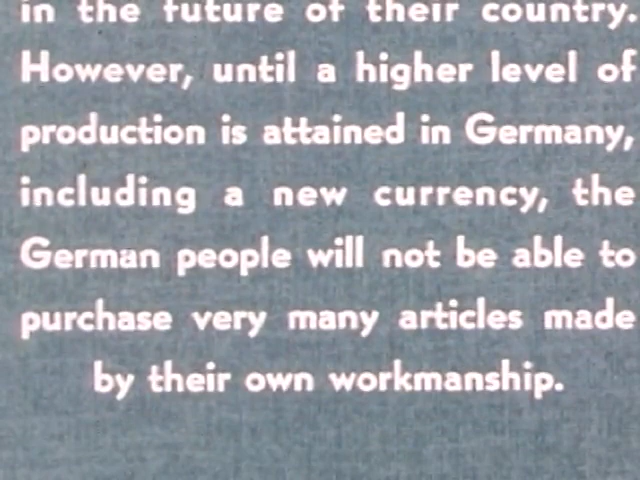 in the future of their country.
However, until a higher level of
production is attained in Germany,
including a new currency, the
German people will not be able to
purchase very many articles made
by their own workmanship.